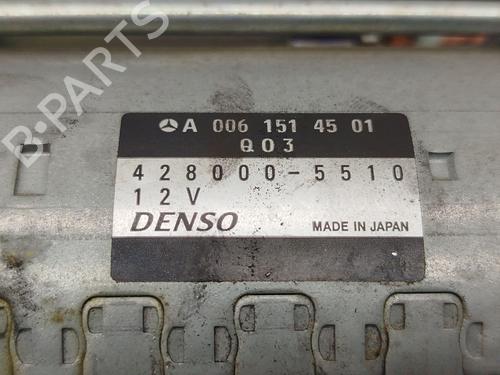 A 006 151 45 01
Q03
428000-5510
12V
DENSO MADE IN JAPAN
B-PARTS